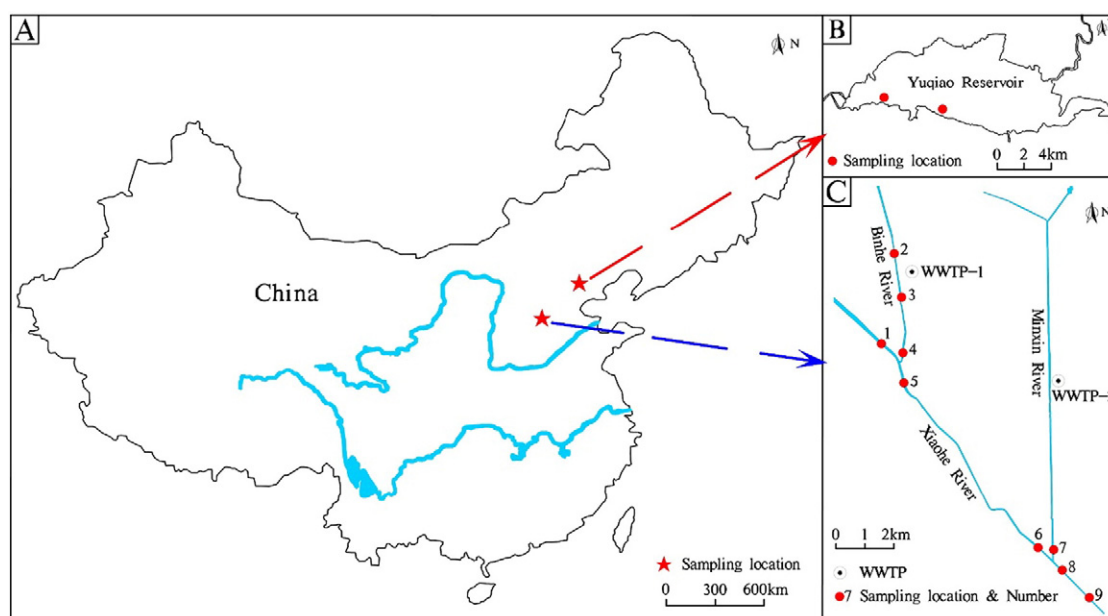 A
N
China
Sampling location
0 300 600km
B
N
Yuqiao Reservoir
Sampling location
0 2 4km
C
N
2
Binhe River
WWTP-1
3
1
4
5
Minxin River
Xiaohe River
6
7
8
9
0 2km
WWTP
7 Sampling location & Number